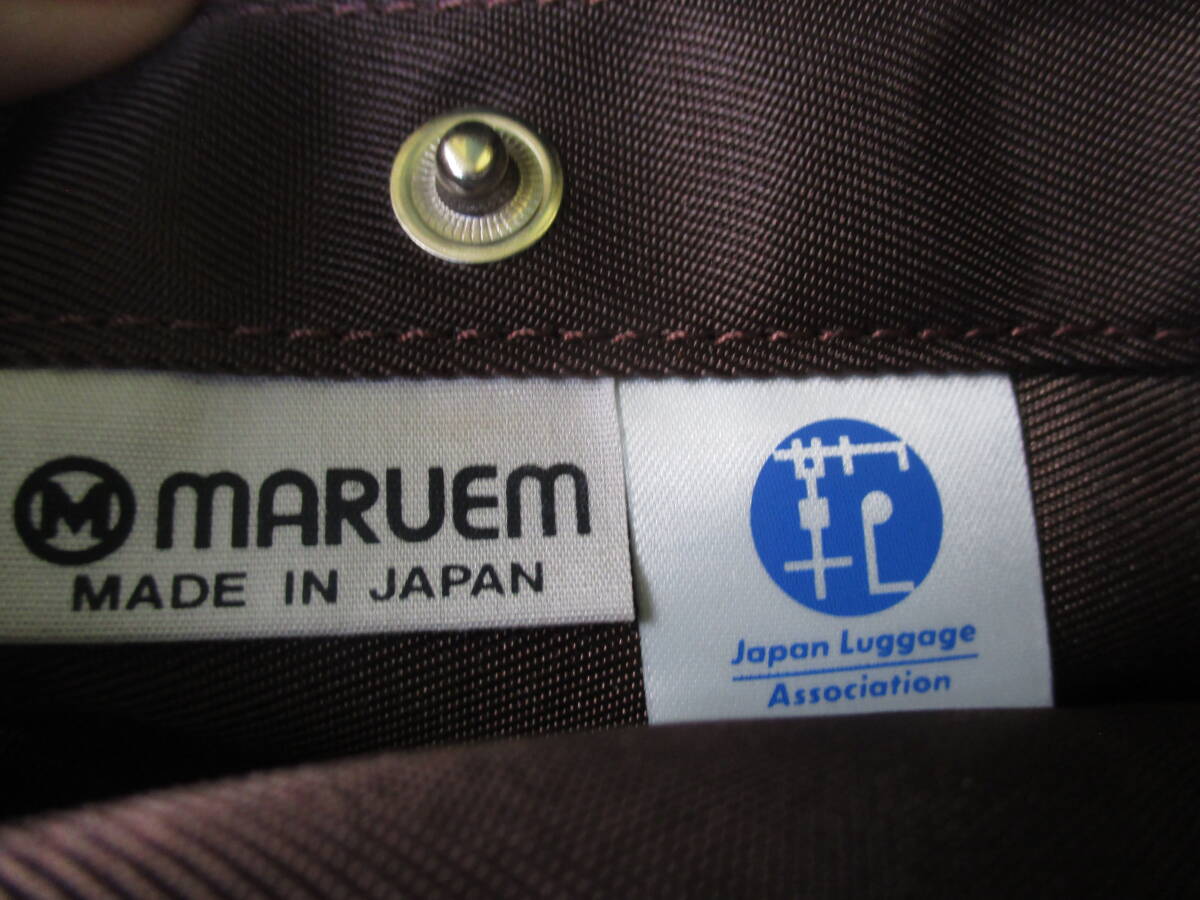 M MARUEM
MADE IN JAPAN
Japan Luggage
Association